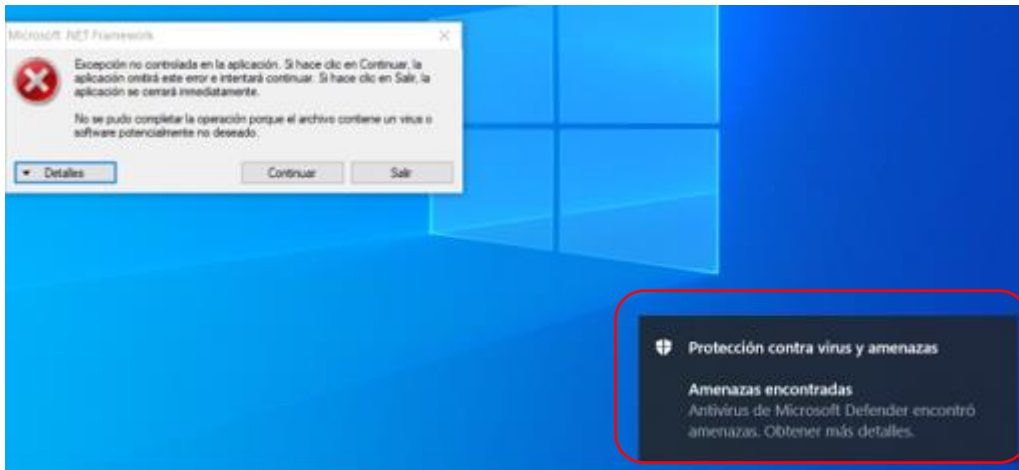 Microsoft .NET Framework
Excepción no controlada en la aplicación. Si hace clic en Continuar, la
aplicación omitirá este error e intentará continuar. Si hace clic en Salir, la
aplicación se cerrará inmediatamente.
No se pudo completar la operación porque el archivo contiene un virus o
software potencialmente no deseado.
Detalles
Continuar
Salir
Protección contra virus y amenazas
Amenazas encontradas
Antivirus de Microsoft Defender encontró
amenazas. Obtener más detalles.